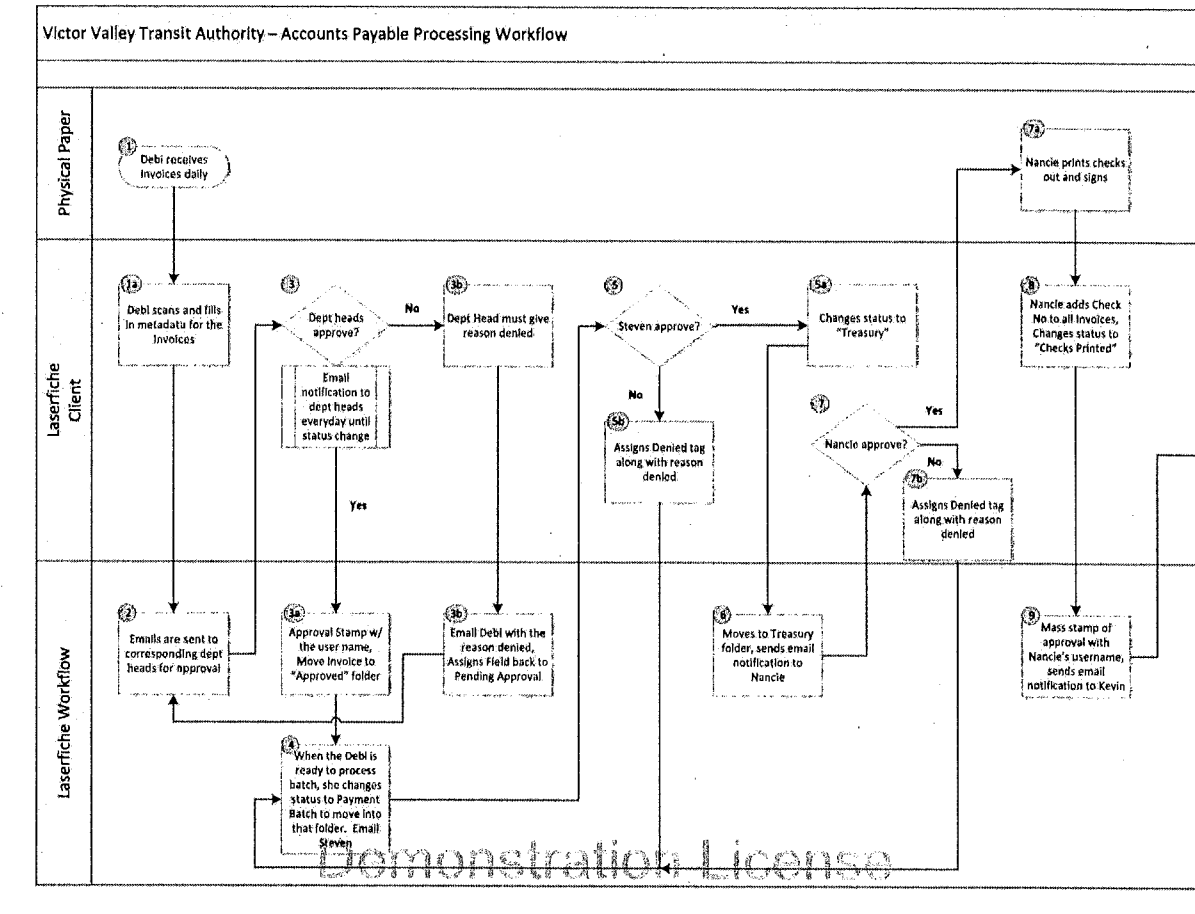 Victor Valley Transit Authority – Accounts Payable Processing Workflow
Physical Paper
1
Debi receives
invoices daily
7a
Nancie prints checks
out and signs
Laserfiche
Client
1a
Debi scans and fills
in metadata for the
invoices
3
Dept heads
approve?
No
Email
notification to
dept heads
everyday until
status change
Yes
3b
Dept Head must give
reason denied
5
Steven approve?
Yes
No
5b
Assigns Denied tag
along with reason
denied
5a
Changes status to
"Treasury"
7
Nancie approve?
Yes
No
7b
Assigns Denied tag
along with reason
denied
8
Nancie adds Check
No to all invoices,
Changes status to
"Checks Printed"
Laserfiche Workflow
2
Emails are sent to
corresponding dept
heads for approval
3a
Approval Stamp w/
the user name,
Move Invoice to
"Approved" folder
3b
Email Debi with the
reason denied,
Assigns Field back to
Pending Approval
4
When the Debi is
ready to process
batch, she changes
status to Payment
Batch to move into
that folder. Email
Steven
6
Moves to Treasury
folder, sends email
notification to
Nancie
9
Mass stamp of
approval with
Nancie's username,
sends email
notification to Kevin
Demonstration License